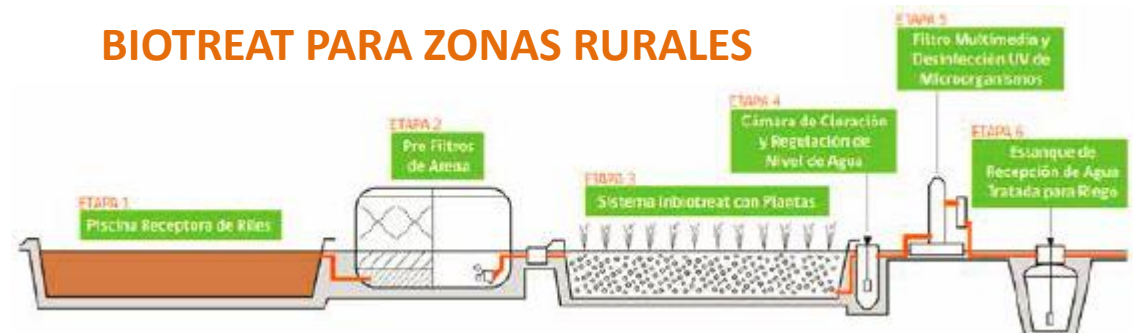 BIOTREAT PARA ZONAS RURALES
ETAPA 1
Piscina Receptora de Riles
ETAPA 2
Pre Filtros
de Arena
ETAPA 3
Sistema Inbiotreat con Plantas
ETAPA 4
Cámara de Cloración
y Regulación de
Nivel de Agua
ETAPA 5
Filtro Multimedia y
Desinfección UV de
Microorganismos
ETAPA 6
Estanque de
Recepción de Agua
Tratada para Riego